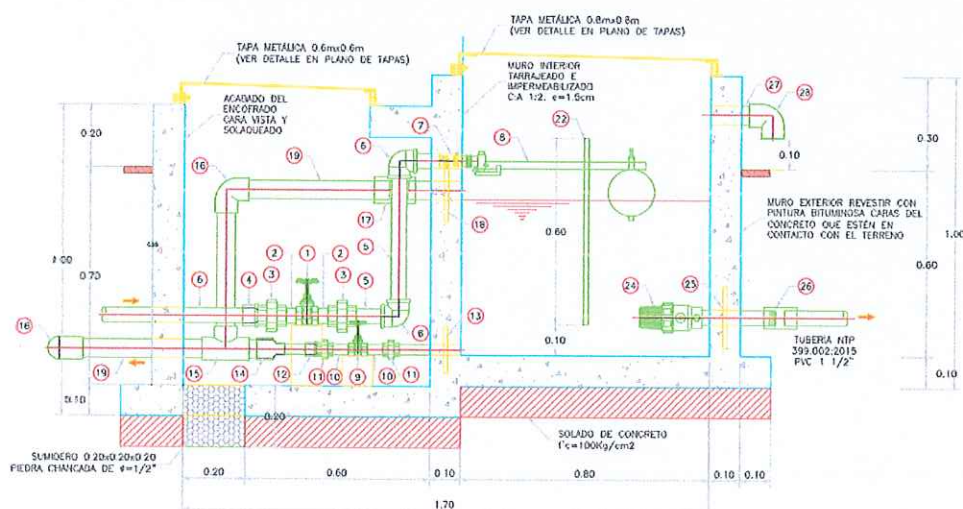 TAPA METÁLICA 0.6mx0.6m
(VER DETALLE EN PLANO DE TAPAS)
TAPA METÁLICA 0.8mx0.8m
(VER DETALLE EN PLANO DE TAPAS)
ACABADO DEL
ENCOFRADO
CARA VISTA Y
SOLAQUEADO
MURO INTERIOR
TARRAJEADO E
IMPERMEABILIZADO
C:A 1:2. e=1.5cm
27
28
22
7
8
6
0.20
0.30
0.10
16
19
17
18
MURO EXTERIOR REVESTIR CON
PINTURA BITUMINOSA CARAS DEL
CONCRETO QUE ESTÉN EN
CONTACTO CON EL TERRENO
0.60
1.00
0.60
5
2
1
2
3
3
5
0.70
6
4
24
25
26
6
13
16
TUBERÍA NTP
399.002:2015
PVC 1 1/2"
0.10
19
15
14
12
11
10
9
10
11
0.10
0.10
0.20
SOLADO DE CONCRETO
f'c=100Kg/cm2
SUMIDERO 0.20x0.20x0.20
PIEDRA CHANCADA DE
0.20
0.60
0.10
0.80
0.10
0.10
1.70